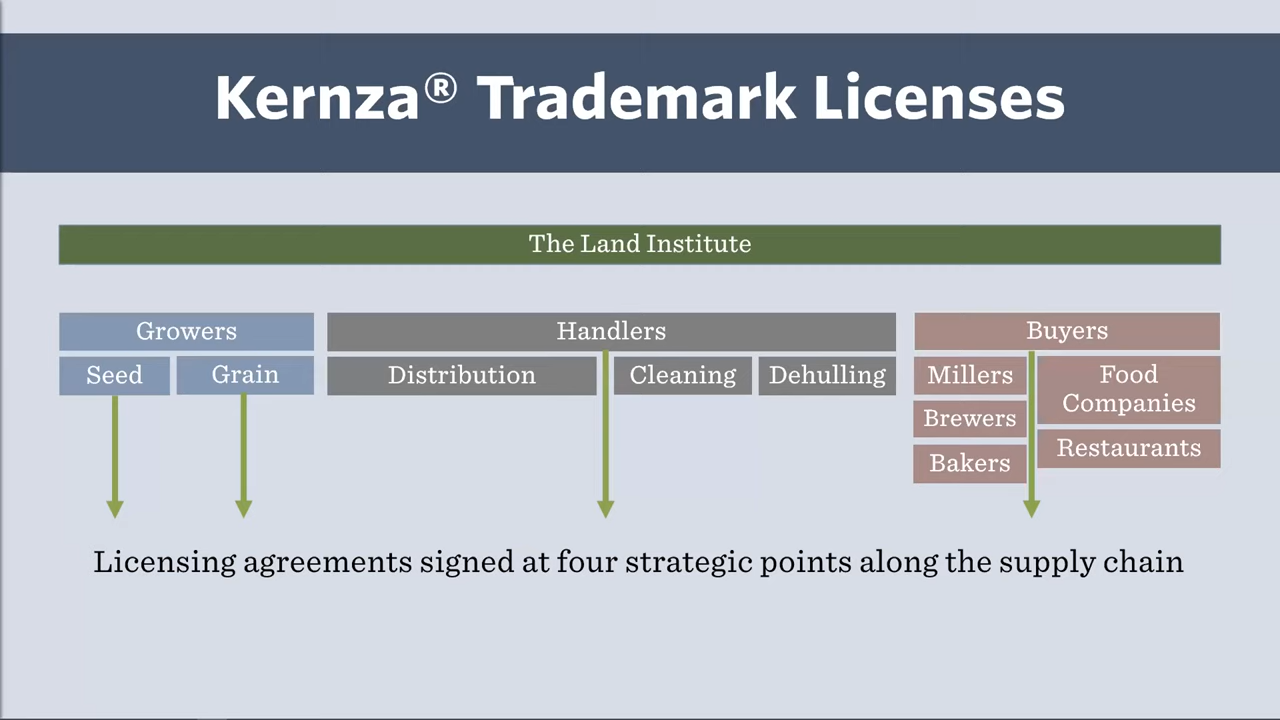 Kernza® Trademark Licenses
The Land Institute
Growers
Seed
Grain
Handlers
Distribution
Cleaning
Dehulling
Buyers
Millers
Brewers
Bakers
Food
Companies
Restaurants
Licensing agreements signed at four strategic points along the supply chain